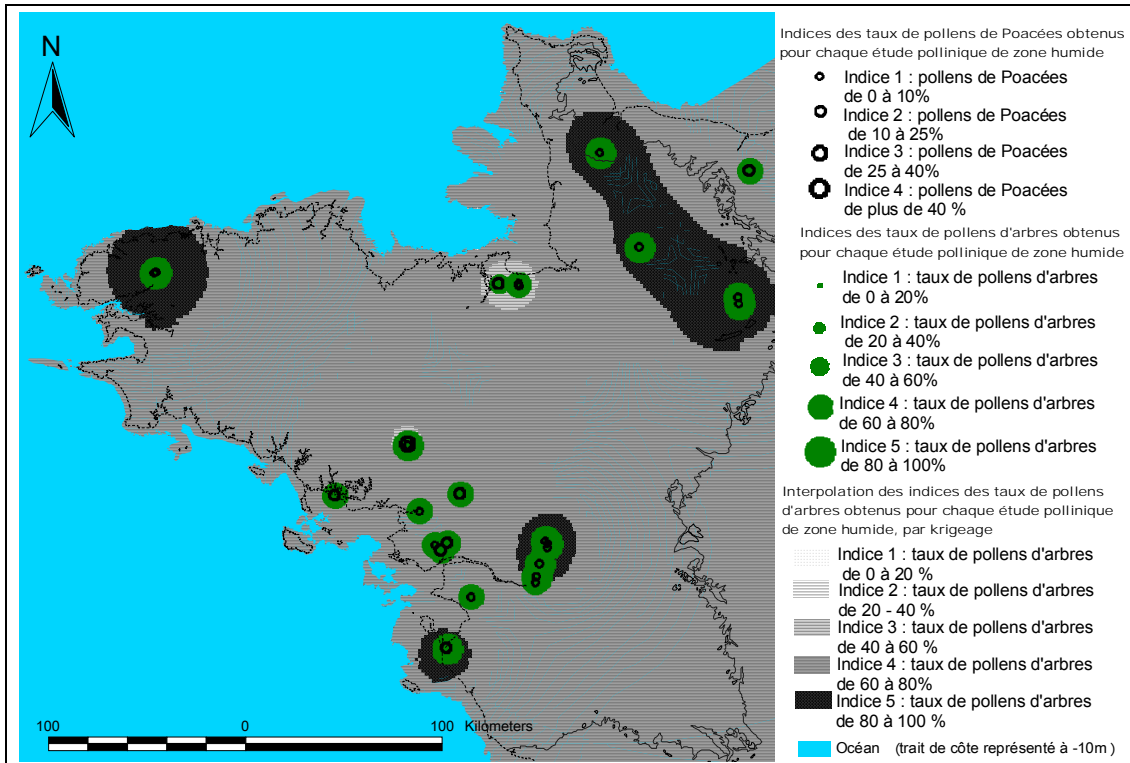 N
100
0
100
Kilometers
Indices des taux de pollens de Poacées obtenus
pour chaque étude pollinique de zone humide
Indice 1 : pollens de Poacées
de 0 à 10%
Indice 2 : pollens de Poacées
de 10 à 25%
Indice 3 : pollens de Poacées
de 25 à 40%
Indice 4 : pollens de Poacées
de plus de 40 %
Indices des taux de pollens d'arbres obtenus
pour chaque étude pollinique de zone humide
Indice 1 : taux de pollens d'arbres
de 0 à 20%
Indice 2 : taux de pollens d'arbres
de 20 à 40%
Indice 3 : taux de pollens d'arbres
de 40 à 60%
Indice 4 : taux de pollens d'arbres
de 60 à 80%
Indice 5 : taux de pollens d'arbres
de 80 à 100%
Interpolation des indices des taux de pollens
d'arbres obtenus pour chaque étude pollinique
de zone humide, par krigeage
Indice 1 : taux de pollens d'arbres
de 0 à 20 %
Indice 2 : taux de pollens d'arbres
de 20 - 40 %
Indice 3 : taux de pollens d'arbres
de 40 à 60 %
Indice 4 : taux de pollens d'arbres
de 60 à 80%
Indice 5 : taux de pollens d'arbres
de 80 à 100 %
Océan (trait de côte représenté à -10m )